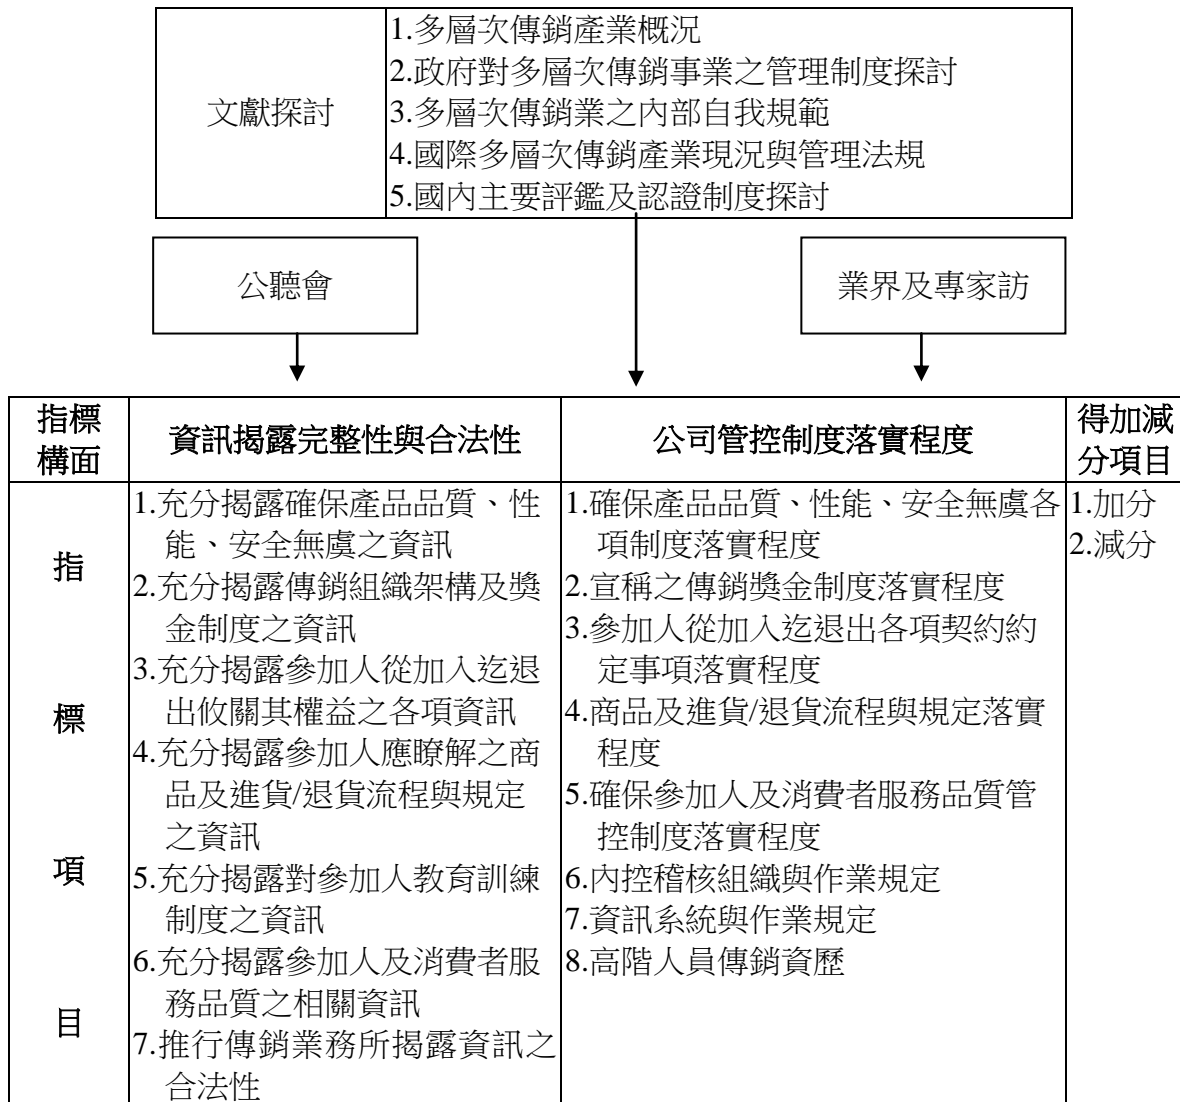 文獻探討
1.多層次傳銷產業概況
2.政府對多層次傳銷事業之管理制度探討
3.多層次傳銷業之內部自我規範
4.國際多層次傳銷產業現況與管理法規
5.國內主要評鑑及認證制度探討
公聽會
業界及專家訪
指標
構面
資訊揭露完整性與合法性
公司管控制度落實程度
得加減
分項目
指
標
項
目
1.充分揭露確保產品品質、性
能、安全無虞之資訊
2.充分揭露傳銷組織架構及獎
金制度之資訊
3.充分揭露參加人從加入迄退
出攸關其權益之各項資訊
4.充分揭露參加人應瞭解之商
品及進貨/退貨流程與規定
之資訊
5.充分揭露對參加人教育訓練
制度之資訊
6.充分揭露參加人及消費者服
務品質之相關資訊
7.推行傳銷業務所揭露資訊之
合法性
1.確保產品品質、性能、安全無虞各
項制度落實程度
2.宣稱之傳銷獎金制度落實程度
3.參加人從加入迄退出各項契約約
定事項落實程度
4.商品及進貨/退貨流程與規定落實
程度
5.確保參加人及消費者服務品質管
控制度落實程度
6.內控稽核組織與作業規定
7.資訊系統與作業規定
8.高階人員傳銷資歷
1.加分
2.減分